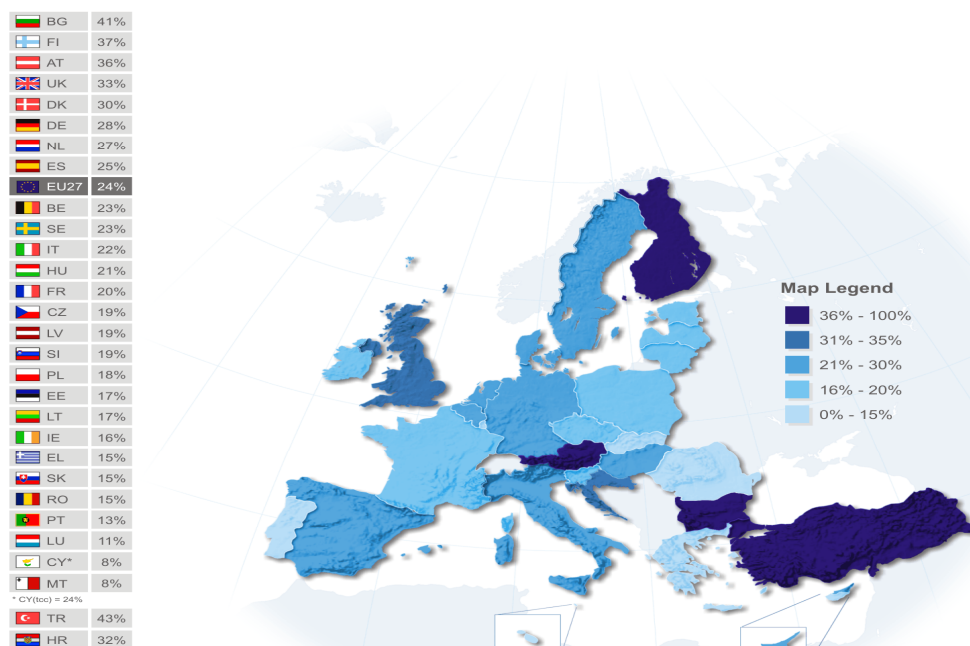 BG 41%
FI 37%
AT 36%
UK 33%
DK 30%
DE 28%
NL 27%
ES 25%
EU27 24%
BE 23%
SE 23%
IT 22%
HU 21%
FR 20%
CZ 19%
LV 19%
SI 19%
PL 18%
EE 17%
LT 17%
IE 16%
EL 15%
SK 15%
RO 15%
PT 13%
LU 11%
CY* 8%
MT 8%
* CY(tcc) = 24%
TR 43%
HR 32%
Map Legend
36% - 100%
31% - 35%
21% - 30%
16% - 20%
0% - 15%